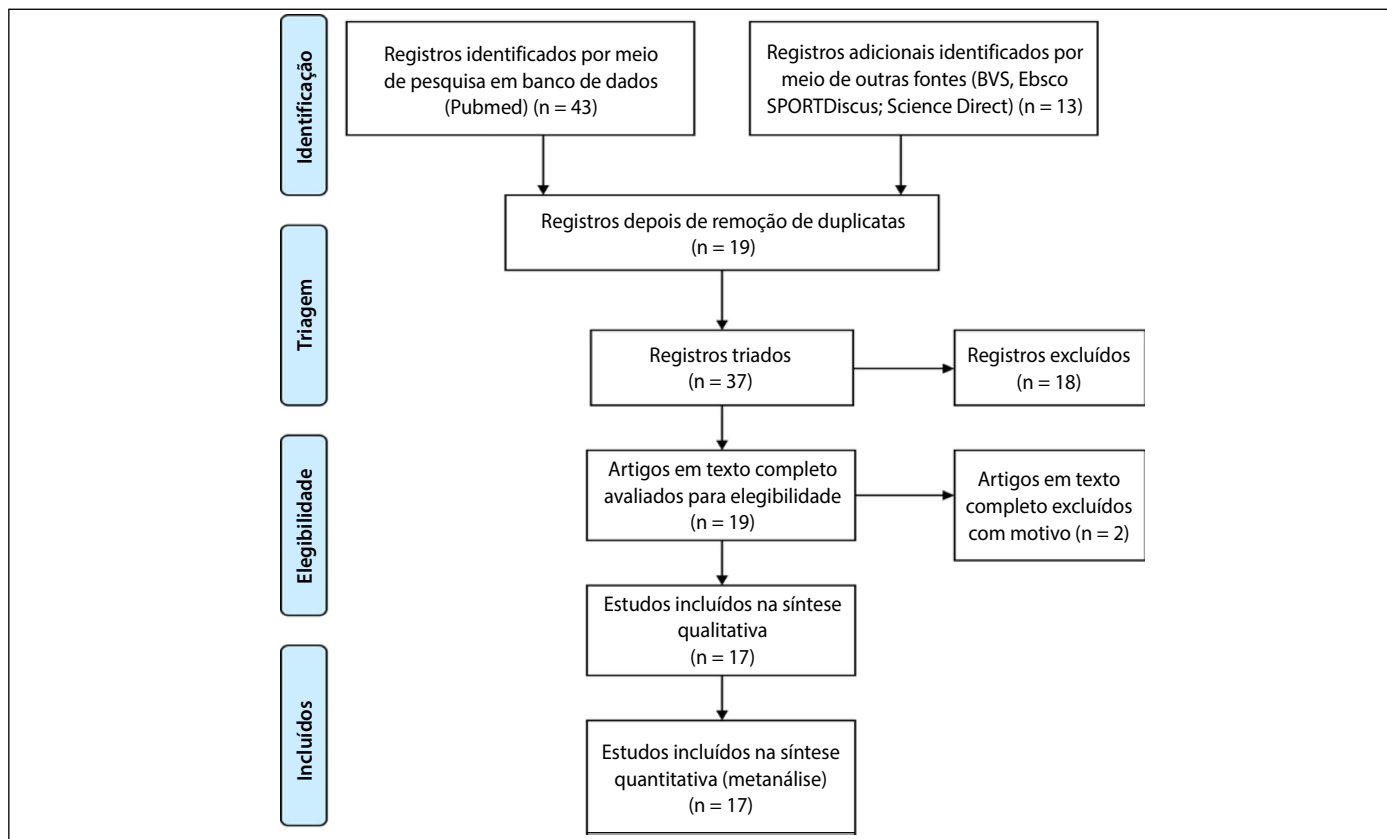 Identificação
Registros identificados por meio
de pesquisa em banco de dados
(Pubmed) (n = 43)
Registros adicionais identificados por
meio de outras fontes (BVS, Ebsco
SPORTDiscus; Science Direct) (n = 13)
Registros depois de remoção de duplicatas
(n = 19)
Triagem
Registros triados
(n = 37)
Registros excluídos
(n = 18)
Elegibilidade
Artigos em texto completo
avaliados para elegibilidade
(n = 19)
Artigos em texto
completo excluídos
com motivo (n = 2)
Estudos incluídos na síntese
qualitativa
(n = 17)
Incluídos
Estudos incluídos na síntese
quantitativa (metanálise)
(n = 17)